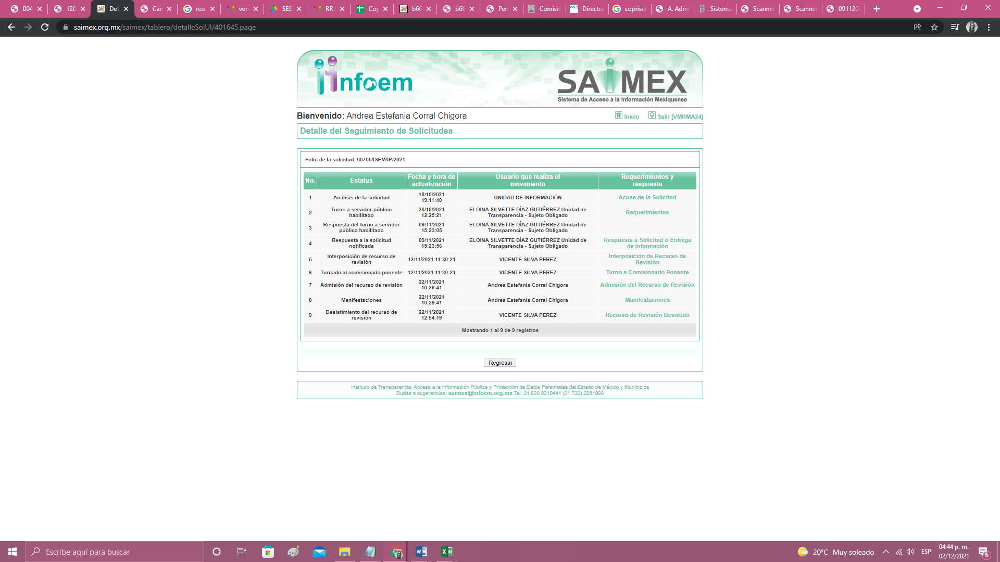 004 120 Det Can reso vers SES RR Cop b66 b66 Peri Comisió Director coprisen A. Admi Sistema Scanned Scanned 0911202
saimex.org.mx/saimex/tablero/detalleSolUI/401645.page
infoem
SAIMEX
Sistema de Acceso a la Información Mexiquense
Bienvenido: Andrea Estefania Corral Chigora
Inicio Salir [VMRMA24]
Detalle del Seguimiento de Solicitudes
Folio de la solicitud: 00705/ISEM/IP/2021
No. Estatus Fecha y hora de actualización Usuario que realiza el movimiento Requerimientos y respuesta
1 Análisis de la solicitud 18/10/2021 19:11:40 UNIDAD DE INFORMACIÓN Acuse de la Solicitud
2 Turno a servidor público habilitado 28/10/2021 12:25:21 ELOINA SILVETTE DÍAZ GUTIÉRREZ Unidad de Transparencia - Sujeto Obligado Requerimientos
3 Respuesta del turno a servidor público habilitado 09/11/2021 15:23:05 ELOINA SILVETTE DÍAZ GUTIÉRREZ Unidad de Transparencia - Sujeto Obligado
4 Respuesta a la solicitud notificada 09/11/2021 15:23:56 ELOINA SILVETTE DÍAZ GUTIÉRREZ Unidad de Transparencia - Sujeto Obligado Respuesta a Solicitud o Entrega de Información
5 Interposición de recurso de revisión 12/11/2021 11:30:21 VICENTE SILVA PEREZ Interposición de Recurso de Revisión
6 Turnado al comisionado ponente 12/11/2021 11:30:21 VICENTE SILVA PEREZ Turno a Comisionado Ponente
7 Admisión del recurso de revisión 22/11/2021 10:29:41 Andrea Estefania Corral Chigora Admisión del Recurso de Revisión
8 Manifestaciones 22/11/2021 10:29:41 Andrea Estefania Corral Chigora Manifestaciones
9 Desistimiento del recurso de revisión 22/11/2021 12:54:19 VICENTE SILVA PEREZ Recurso de Revisión Desistido
Mostrando 1 al 9 de 9 registros
Regresar
Instituto de Transparencia, Acceso a la Información Pública y Protección de Datos Personales del Estado de México y Municipios
Dudas o sugerencias: saimex@infoem.org.mx Tel. 01 800 8210441 (01 722) 2261980
Escribe aquí para buscar
20°C Muy soleado ESP 04:44 p. m.
02/12/2021 6